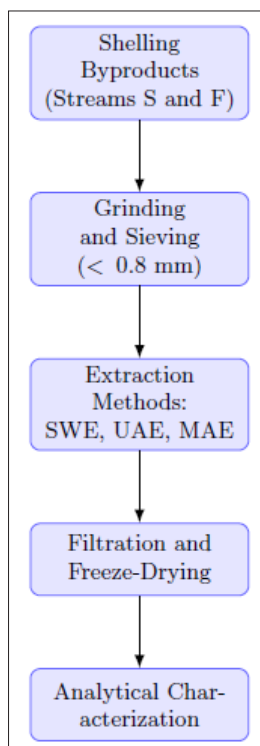 Shelling
Byproducts
(Streams S and F)
Grinding
and Sieving
(< 0.8 mm)
Extraction
Methods:
SWE, UAE, MAE
Filtration and
Freeze-Drying
Analytical Char-
acterization